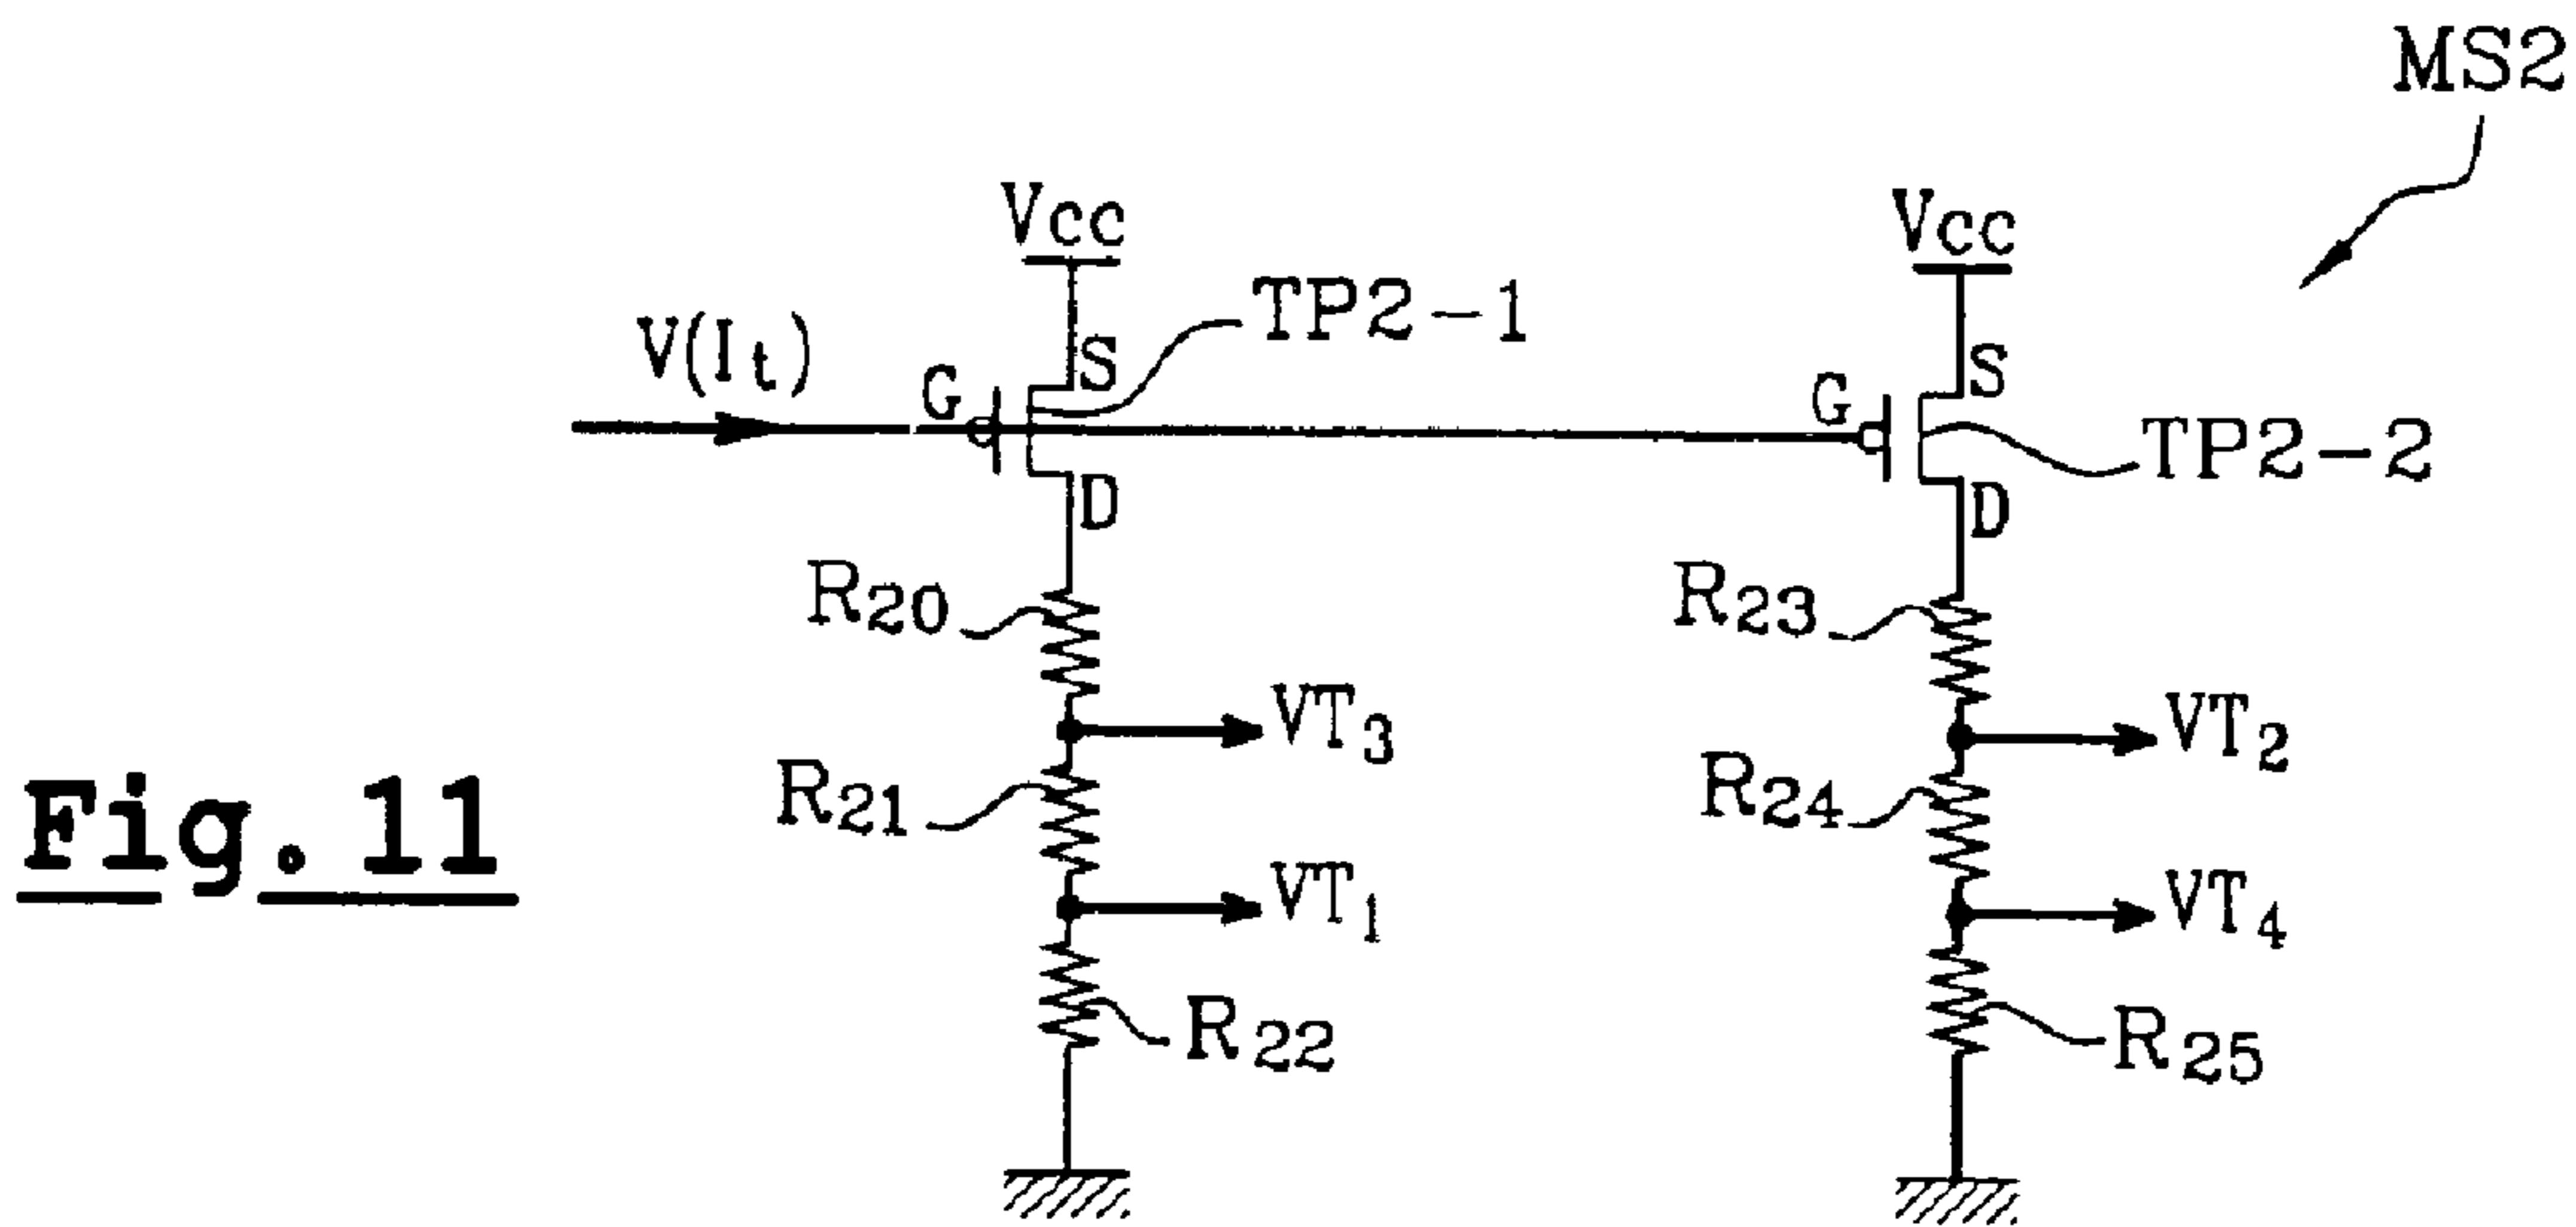 MS2
Vcc
Vcc
TP2-1
V(It)
G
S
G
S
TP2-2
D
D
R20
R23
VT3
VT2
R21
R24
Fig. 11
VT1
VT4
R22
R25